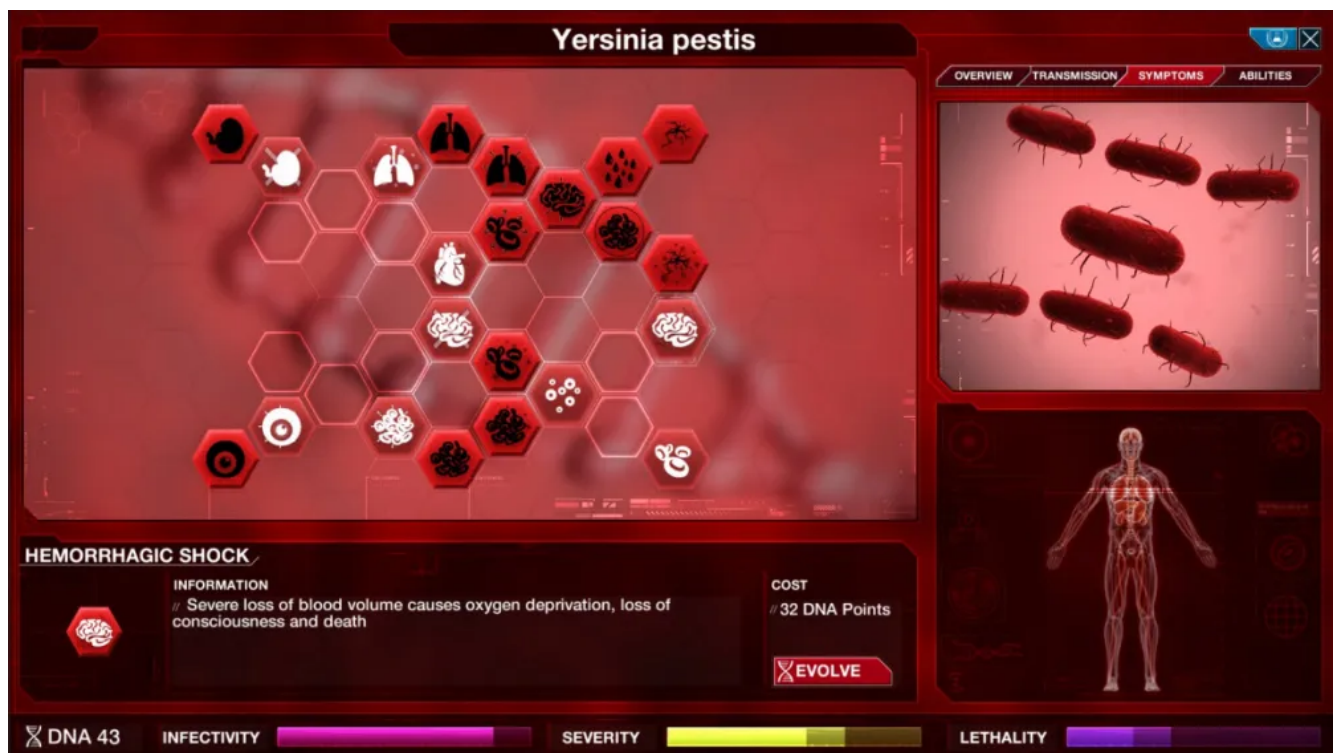 Yersinia pestis
OVERVIEW
TRANSMISSION
SYMPTOMS
ABILITIES
HEMORRHAGIC SHOCK
INFORMATION
// Severe loss of blood volume causes oxygen deprivation, loss of
consciousness and death
COST
// 32 DNA Points
EVOLVE
DNA 43
INFECTIVITY
SEVERITY
LETHALITY